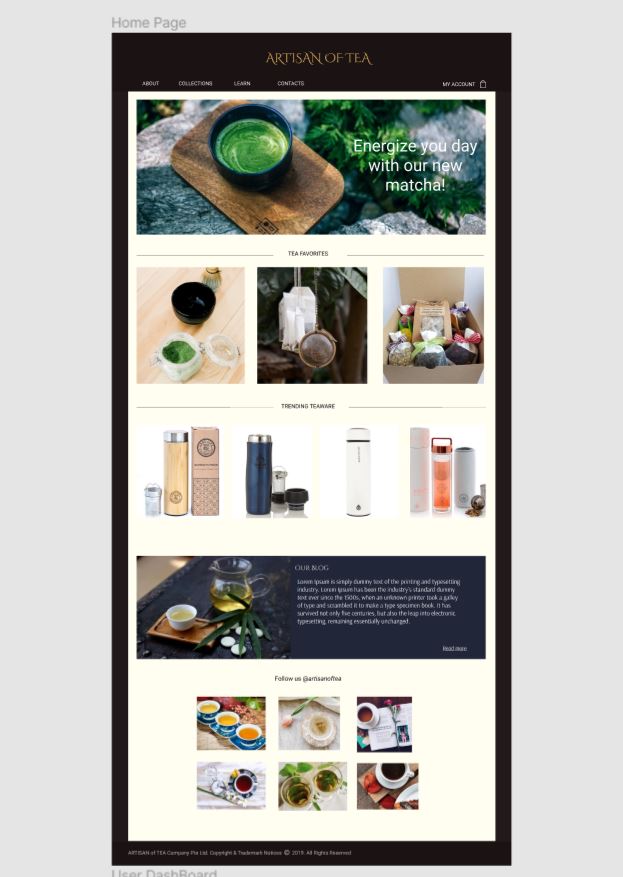 Home Page
ARTISAN OF TEA
ABOUT COLLECTIONS LEARN CONTACTS MY ACCOUNT
Energize you day
with our new
matcha!
TEA FAVORITES
TRENDING TEAWARE
OUR BLOG
Lorem Ipsum is simply dummy text of the printing and typesetting
industry. Lorem Ipsum has been the industry's standard dummy
text ever since the 1500s, when an unknown printer took a galley
of type and scrambled it to make a type specimen book. It has
survived not only five centuries, but also the leap into electronic
typesetting, remaining essentially unchanged.
Read more
Follow us @artisanoftea
ARTISAN of TEA Company Pte Ltd. Copyright & Trademark Notices © 2019. All Rights Reserved
User DashBoard